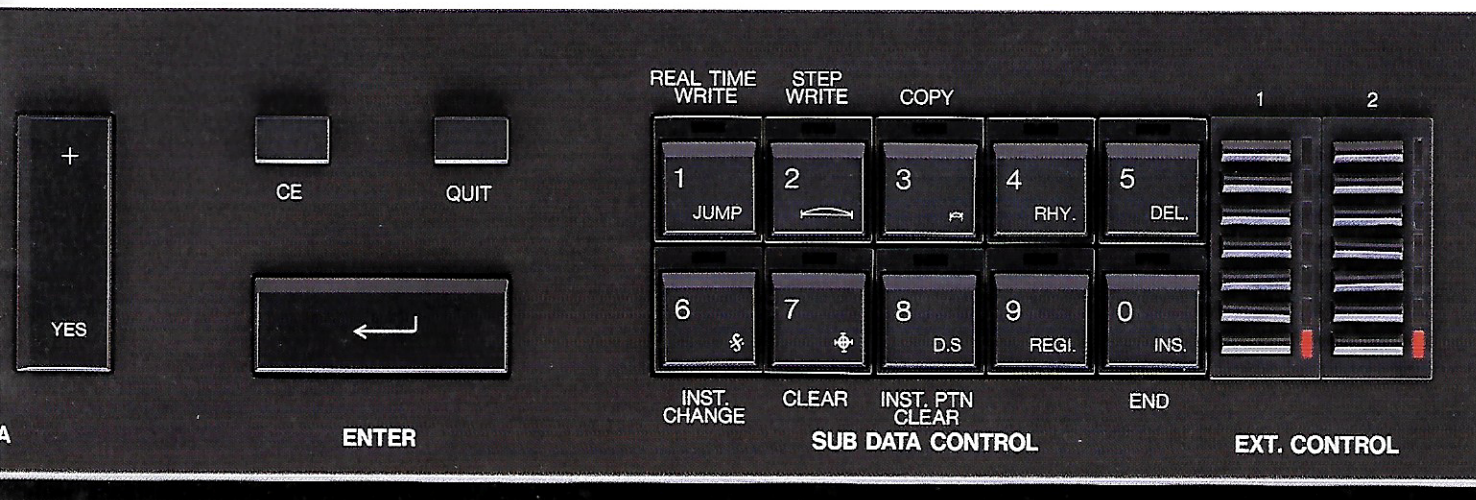 REAL TIME
WRITE
STEP
WRITE
COPY
1
2
+
YES
CE
QUIT
1
JUMP
2
3
4
RHY.
5
DEL.
6
7
8
D.S
9
REGI.
0
INS.
INST.
CHANGE
CLEAR
INST. PTN
CLEAR
END
A
ENTER
SUB DATA CONTROL
EXT. CONTROL